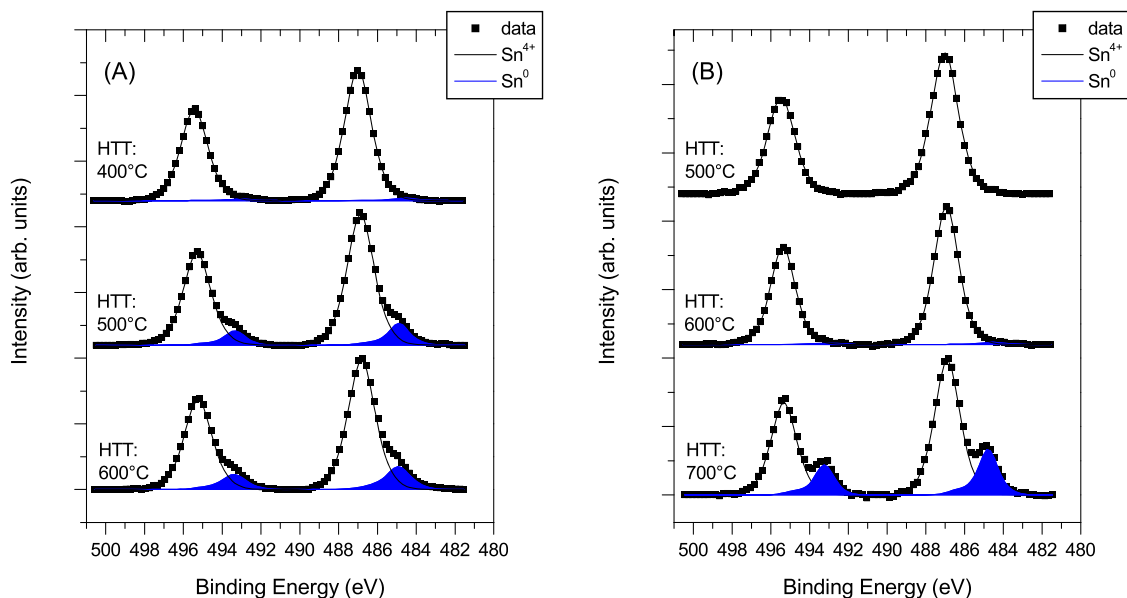 data
Sn4+
Sn0
(A)
HTT:
400°C
HTT:
500°C
HTT:
600°C
Intensity (arb. units)
500 498 496 494 492 490 488 486 484 482 480
Binding Energy (eV)
data
Sn4+
Sn0
(B)
HTT:
500°C
HTT:
600°C
HTT:
700°C
Intensity (arb. units)
500 498 496 494 492 490 488 486 484 482 480
Binding Energy (eV)